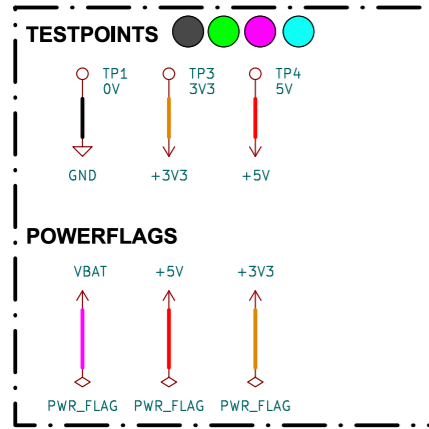 TESTPOINTS
TP1 TP3 TP4
0V 3V3 5V
GND +3V3 +5V
POWERFLAGS
VBAT +5V +3V3
PWR_FLAG PWR_FLAG PWR_FLAG